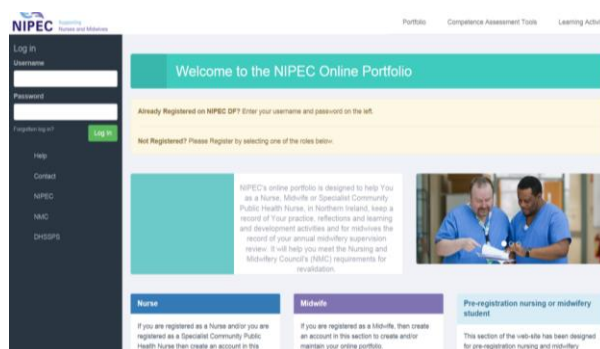 NIPEC Supporting
Nurses and Midwives
Portfolio Competence Assessment Tools Learning Activi
Log in
Username
Password
Forgotten log in?
Log in
Help
Contact
NIPEC
NMC
DHSSPS
Welcome to the NIPEC Online Portfolio
Already Registered on NIPEC DF? Enter your username and password on the left.
Not Registered? Please Register by selecting one of the roles below.
NIPEC's online portfolio is designed to help You
as a Nurse, Midwife or Specialist Community
Public Health Nurse, in Northern Ireland, keep a
record of Your practice, reflections and learning
and development activities and for midwives the
record of your annual midwifery supervision
review. It will help you meet the Nursing and
Midwifery Council's (NMC) requirements for
revalidation.
Nurse
If you are registered as a Nurse and/or you are
registered as a Specialist Community Public
Health Nurse then create an account in this
Midwife
If you are registered as a Midwife, then create
an account in this section to create and/or
maintain your online portfolio.
Pre-registration nursing or midwifery
student
This section of the web-site has been designed
for pre-registration nursing and midwifery